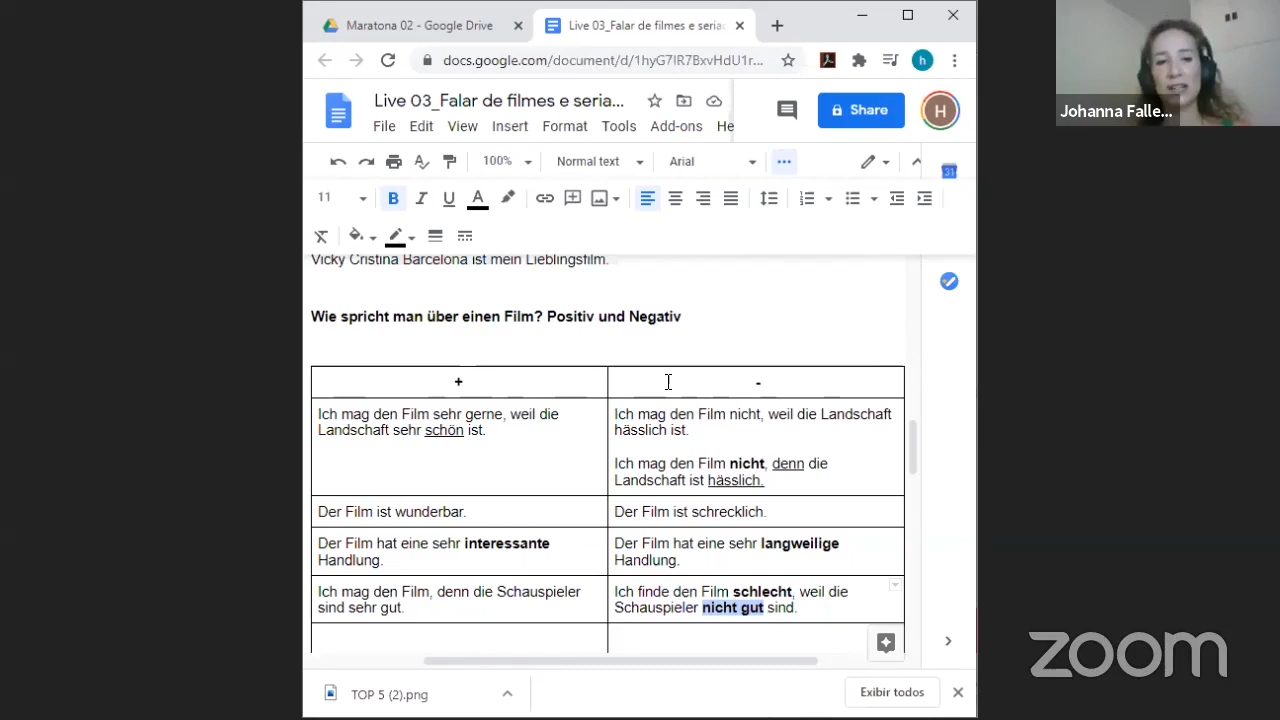 Maratona 02 - Google Drive
Live 03_Falar de filmes e seria
docs.google.com/document/d/1hyG7IR7BxvHdU1r...
h
Live 03_Falar de filmes e seria...
Share
H
File Edit View Insert Format Tools Add-ons He
100% Normal text Arial
31
11 B I U A
Vicky Cristina Barcelona ist mein Lieblingsfilm.
Wie spricht man über einen Film? Positiv und Negativ
+ -
Ich mag den Film sehr gerne, weil die
Landschaft sehr schön ist.
Ich mag den Film nicht, weil die Landschaft
hässlich ist.
Ich mag den Film nicht, denn die
Landschaft ist hässlich.
Der Film ist wunderbar.
Der Film ist schrecklich.
Der Film hat eine sehr interessante
Handlung.
Der Film hat eine sehr langweilige
Handlung.
Ich mag den Film, denn die Schauspieler
sind sehr gut.
Ich finde den Film schlecht, weil die
Schauspieler nicht gut sind.
TOP 5 (2).png
Exibir todos
Johanna Falle...
zoom